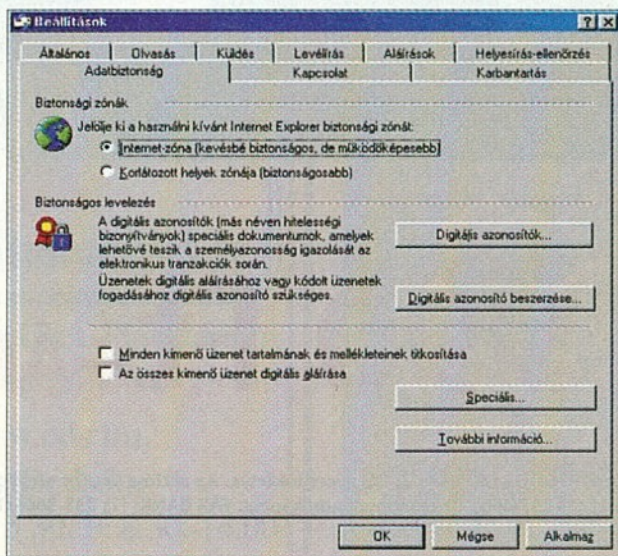 Beállítások
Általános
Olvasás
Küldés
Levélírás
Aláírások
Helyesírás-ellenőrzés
Adatbiztonság
Kapcsolat
Karbantartás
Biztonsági zónák
Jelölje ki a használni kívánt Internet Explorer biztonsági zónát.
Internet-zóna (kevésbé biztonságos, de működőképesebb)
Korlátozott helyek zónája (biztonságosabb)
Biztonságos levelezés
A digitális azonosítók (más néven hitelességi
bizonyítványok) speciális dokumentumok, amelyek
lehetővé teszik a személyazonosság igazolását az
elektronikus tranzakciók során.
Digitális azonosítók...
Üzenetek digitális aláírásához vagy kódolt üzenetek
fogadásához digitális azonosító szükséges.
Digitális azonosító beszerzése...
Minden kimenő üzenet tartalmának és mellékleteinek titkosítása
Az összes kimenő üzenet digitális aláírása
Speciális...
További információ...
OK
Mégse
Alkalmaz